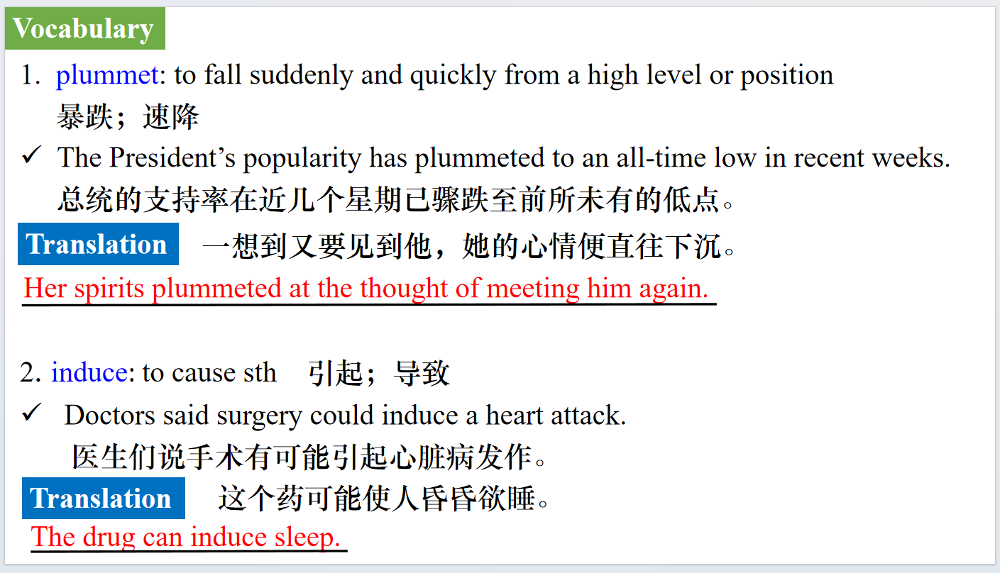 Vocabulary
1. plummet: to fall suddenly and quickly from a high level or position
暴跌；速降
✓ The President’s popularity has plummeted to an all-time low in recent weeks.
总统的支持率在近几个星期已骤跌至前所未有的低点。
Translation 一想到又要见到他，她的心情便直往下沉。
Her spirits plummeted at the thought of meeting him again.
2. induce: to cause sth 引起；导致
✓ Doctors said surgery could induce a heart attack.
医生们说手术有可能引起心脏病发作。
Translation 这个药可能使人昏昏欲睡。
The drug can induce sleep.